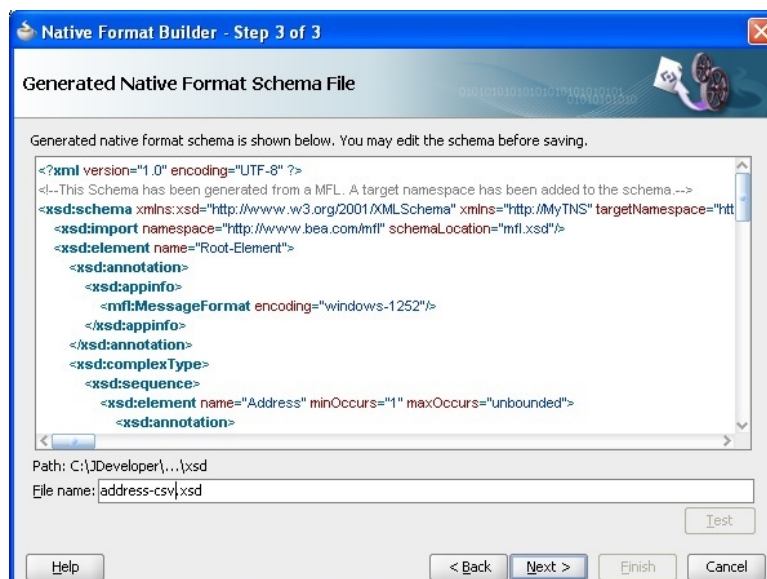 Native Format Builder - Step 3 of 3
Generated Native Format Schema File
Generated native format schema is shown below. You may edit the schema before saving.
<?xml version="1.0" encoding="UTF-8" ?>
<!--This Schema has been generated from a MFL. A target namespace has been added to the schema.-->
<xsd:schema xmlns:xsd="http://www.w3.org/2001/XMLSchema" xmlns="http://MyTNS" targetNamespace="htt
<xsd:import namespace="http://www.bea.com/mfl" schemaLocation="mfl.xsd"/>
<xsd:element name="Root-Element">
<xsd:annotation>
<xsd:appinfo>
<mfl:MessageFormat encoding="windows-1252"/>
</xsd:appinfo>
</xsd:annotation>
<xsd:complexType>
<xsd:sequence>
<xsd:element name="Address" minOccurs="1" maxOccurs="unbounded">
<xsd:annotation>
Path: C:\JDeveloper\...\xsd
File name: address-csv.xsd
Test
Help
< Back
Next >
Finish
Cancel